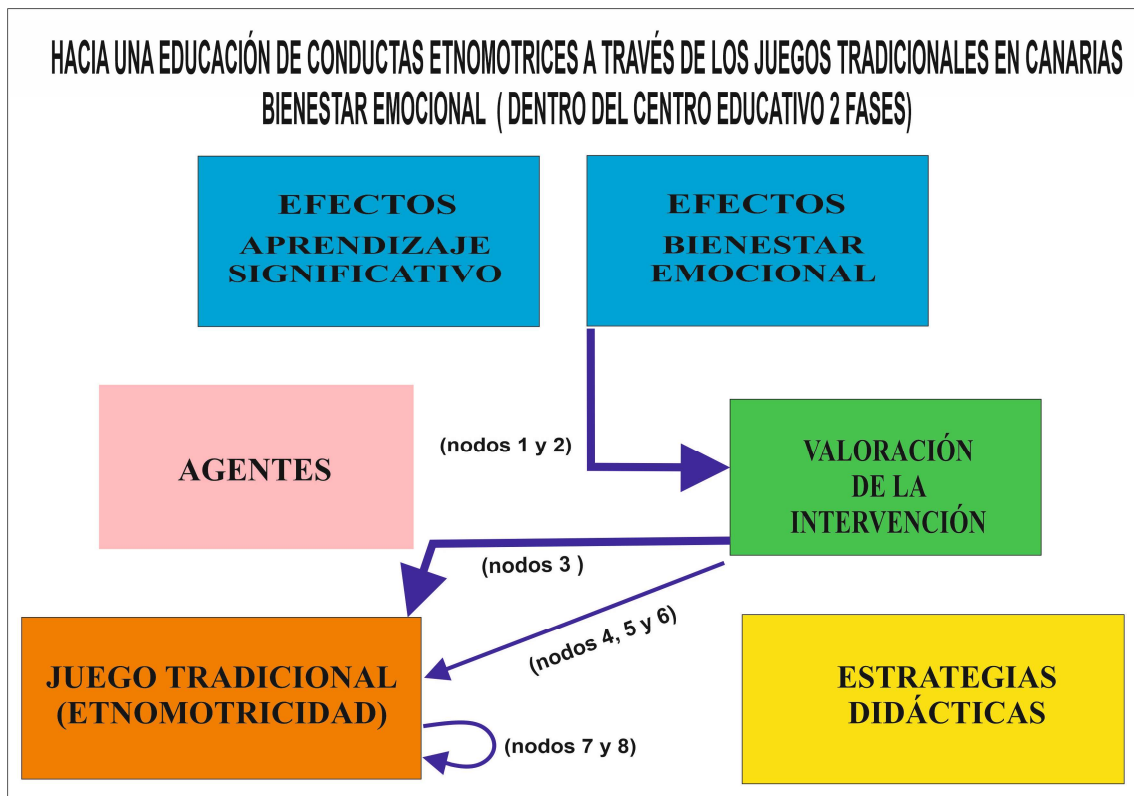 HACIA UNA EDUCACIÓN DE CONDUCTAS ETNOMOTRICES A TRAVÉS DE LOS JUEGOS TRADICIONALES EN CANARIAS
BIENESTAR EMOCIONAL ( DENTRO DEL CENTRO EDUCATIVO 2 FASES)
EFECTOS
APRENDIZAJE
SIGNIFICATIVO
EFECTOS
BIENESTAR
EMOCIONAL
AGENTES
(nodos 1 y 2)
VALORACIÓN
DE LA
INTERVENCIÓN
(nodos 3 )
(nodos 4, 5 y 6)
JUEGO TRADICIONAL
(ETNOMOTRICIDAD)
(nodos 7 y 8)
ESTRATEGIAS
DIDÁCTICAS